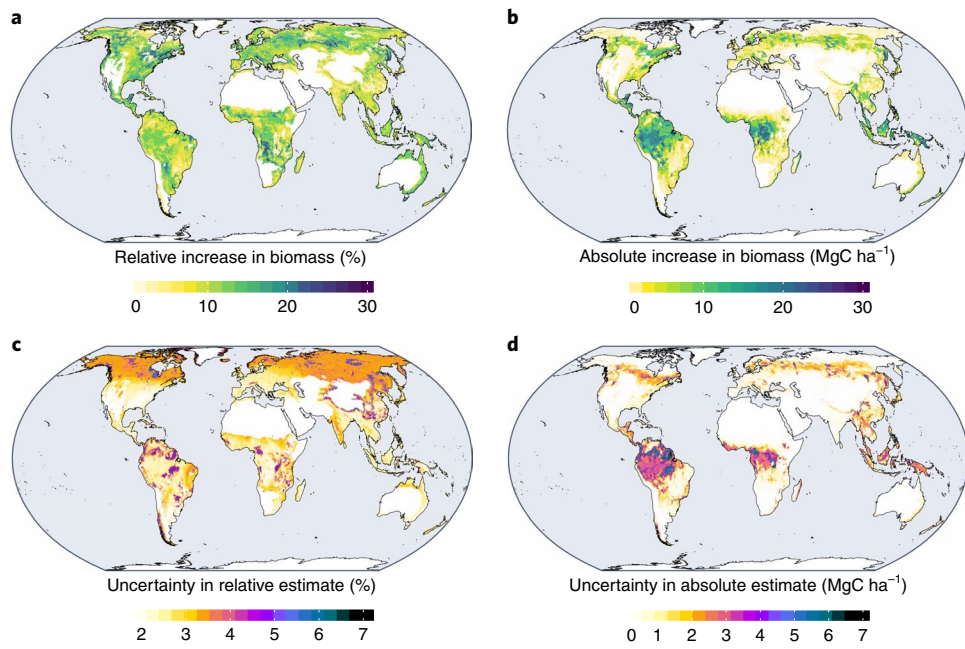 a
b
Relative increase in biomass (%)
Absolute increase in biomass (MgC ha⁻¹)
0 10 20 30
0 10 20 30
c
d
Uncertainty in relative estimate (%)
Uncertainty in absolute estimate (MgC ha⁻¹)
2 3 4 5 6 7
0 1 2 3 4 5 6 7